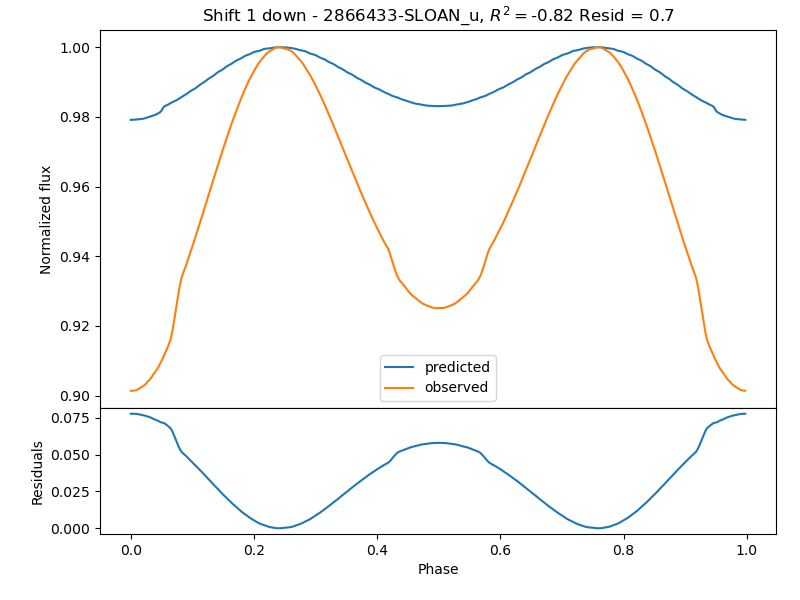 Shift 1 down - 2866433-SLOAN_u, R² = -0.82 Resid = 0.7
1.00
0.98
0.96
0.94
0.92
0.90
Normalized flux
predicted
observed
0.075
0.050
0.025
0.000
Residuals
0.0 0.2 0.4 0.6 0.8 1.0
Phase